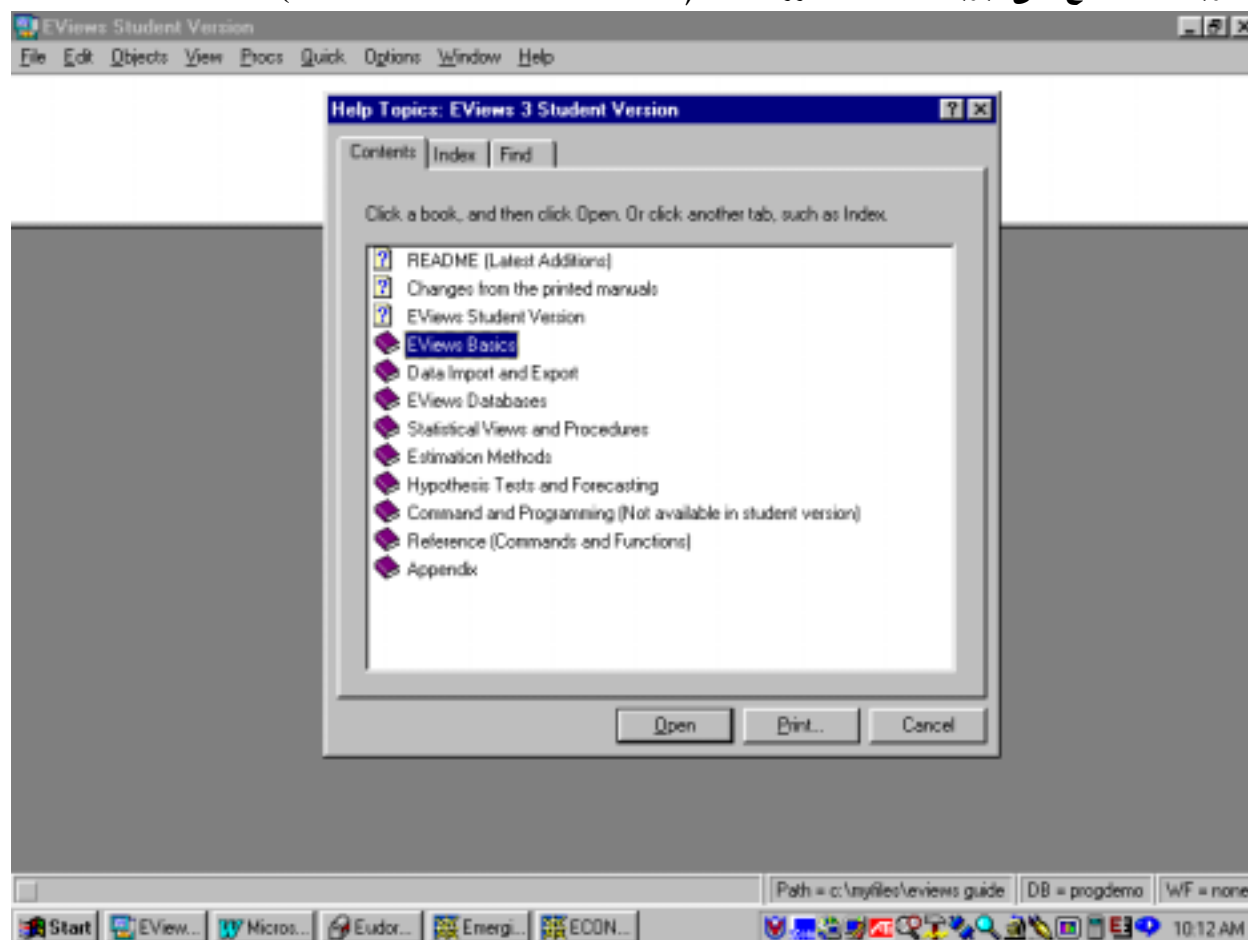 EViews Student Version
File Edit Objects View Procs Quick Options Window Help
Help Topics: EViews 3 Student Version
Contents Index Find
Click a book, and then click Open. Or click another tab, such as Index.
README (Latest Additions)
Changes from the printed manuals
EViews Student Version
EViews Basics
Data Import and Export
EViews Databases
Statistical Views and Procedures
Estimation Methods
Hypothesis Tests and Forecasting
Command and Programming (Not available in student version)
Reference (Commands and Functions)
Appendix
Open Print... Cancel
Path = c:\myfiles\eviews guide DB = progdemo WF = none
Start EView... Micros... Eudor... Emergi... ECON... 10:12 AM